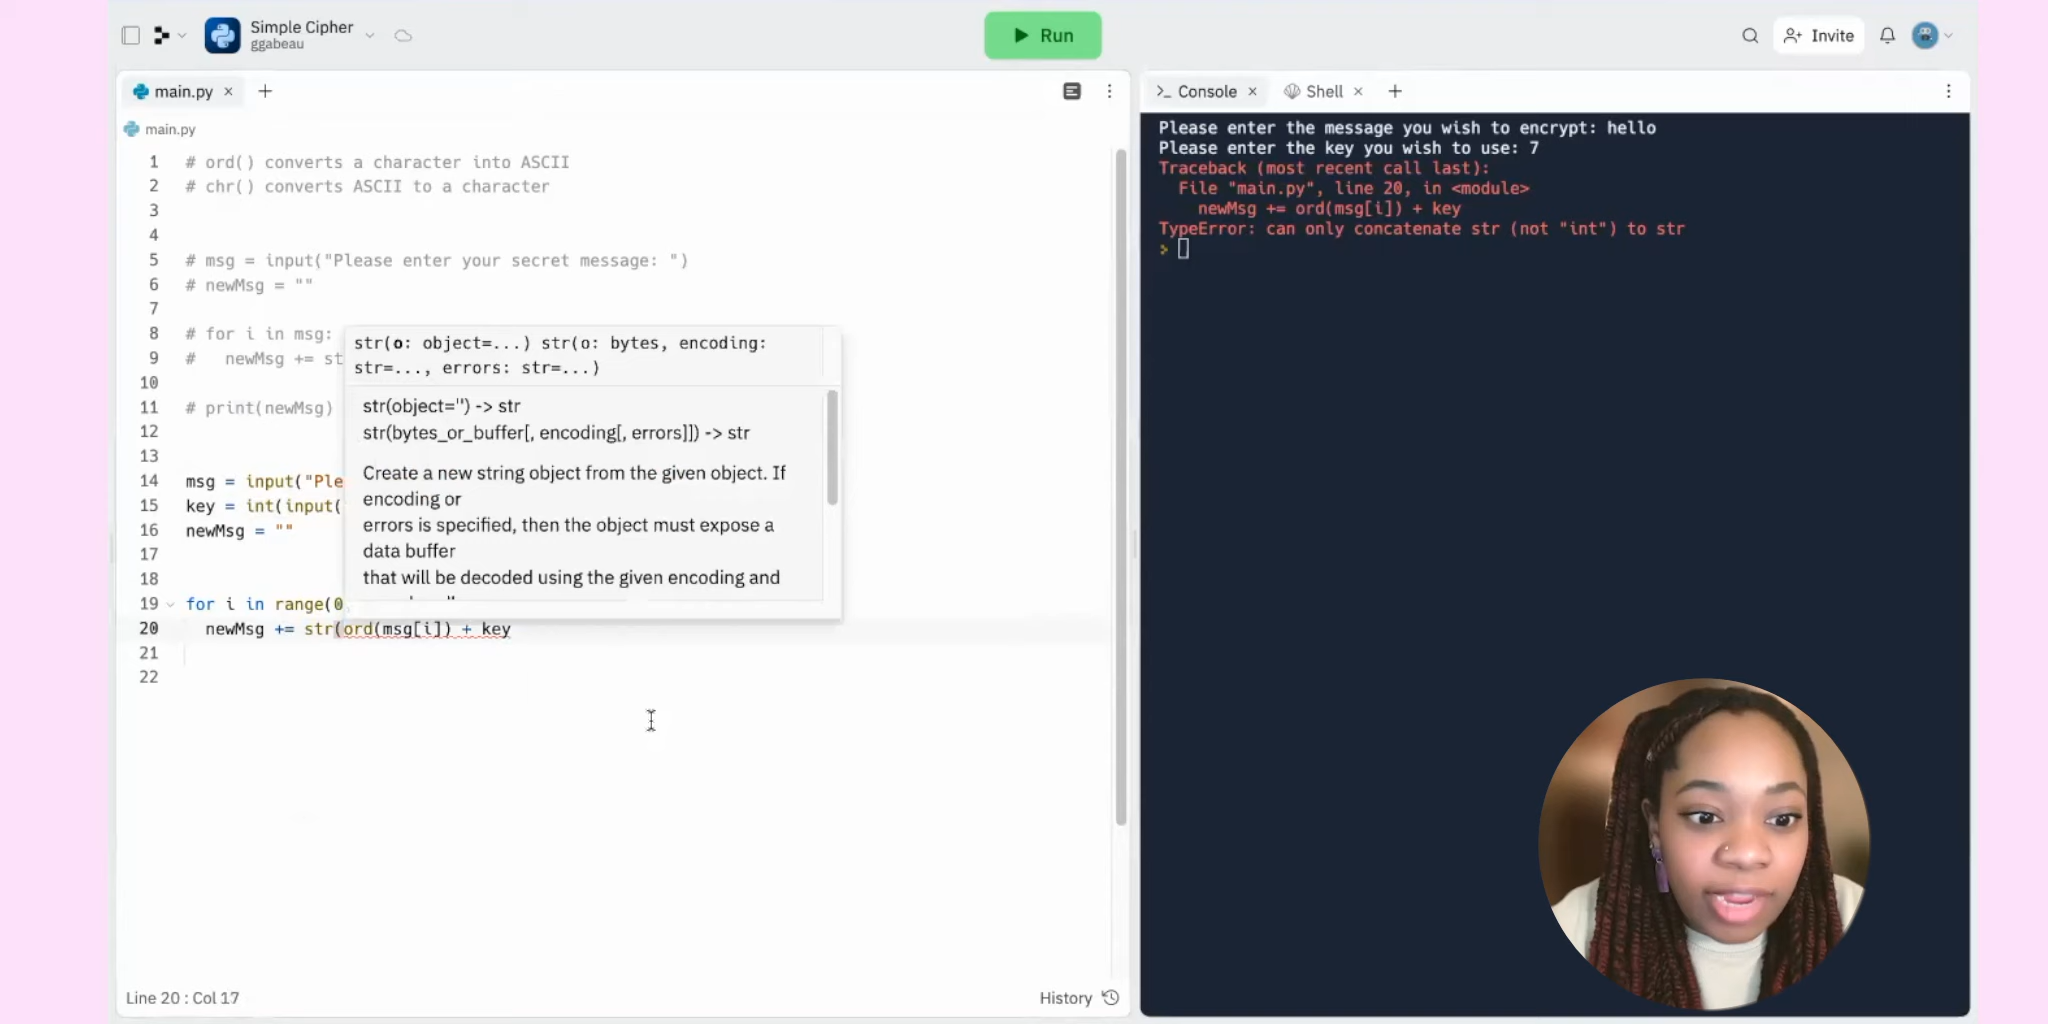 Simple Cipher
ggabeau
Run
Invite
main.py
main.py
1 # ord() converts a character into ASCII
2 # chr() converts ASCII to a character
3
4
5 # msg = input("Please enter your secret message: ")
6 # newMsg = ""
7
8 # for i in msg:
9 #   newMsg += st
10
11 # print(newMsg)
12
13
14 msg = input("Ple
15 key = int(input(
16 newMsg = ""
17
18
19 for i in range(0
20   newMsg += str(ord(msg[i]) + key
21
22
str(o: object=...) str(o: bytes, encoding:
str=..., errors: str=...)
str(object='') -> str
str(bytes_or_buffer[, encoding[, errors]]) -> str
Create a new string object from the given object. If
encoding or
errors is specified, then the object must expose a
data buffer
that will be decoded using the given encoding and
Line 20 : Col 17
History
Console
Shell
Please enter the message you wish to encrypt: hello
Please enter the key you wish to use: 7
Traceback (most recent call last):
  File "main.py", line 20, in <module>
    newMsg += ord(msg[i]) + key
TypeError: can only concatenate str (not "int") to str